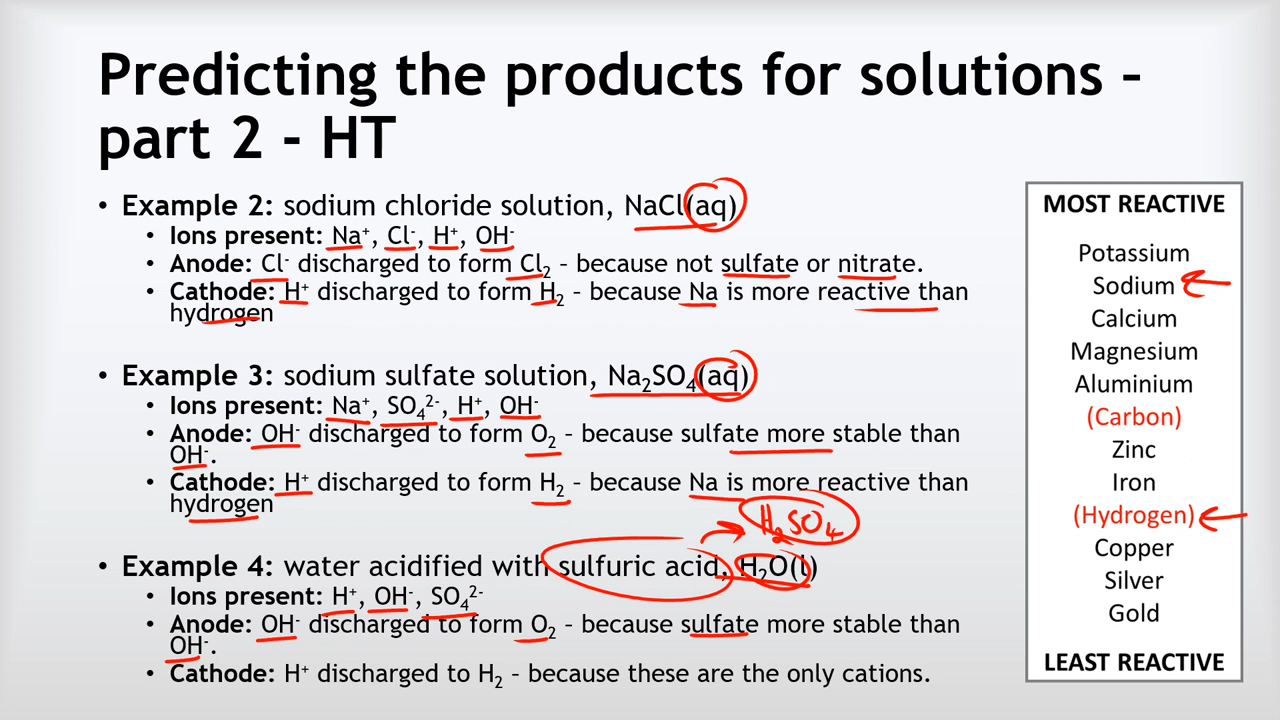 Predicting the products for solutions –
part 2 - HT
• Example 2: sodium chloride solution, NaCl(aq)
• Ions present: Na⁺, Cl⁻, H⁺, OH⁻
• Anode: Cl⁻ discharged to form Cl₂ – because not sulfate or nitrate.
• Cathode: H⁺ discharged to form H₂ – because Na is more reactive than
hydrogen
• Example 3: sodium sulfate solution, Na₂SO₄(aq)
• Ions present: Na⁺, SO₄²⁻, H⁺, OH⁻
• Anode: OH⁻ discharged to form O₂ – because sulfate more stable than
OH⁻.
• Cathode: H⁺ discharged to form H₂ – because Na is more reactive than
hydrogen
H₂SO₄
• Example 4: water acidified with sulfuric acid, H₂O(l)
• Ions present: H⁺, OH⁻, SO₄²⁻
• Anode: OH⁻ discharged to form O₂ – because sulfate more stable than
OH⁻.
• Cathode: H⁺ discharged to H₂ – because these are the only cations.
MOST REACTIVE
Potassium
Sodium
Calcium
Magnesium
Aluminium
(Carbon)
Zinc
Iron
(Hydrogen)
Copper
Silver
Gold
LEAST REACTIVE